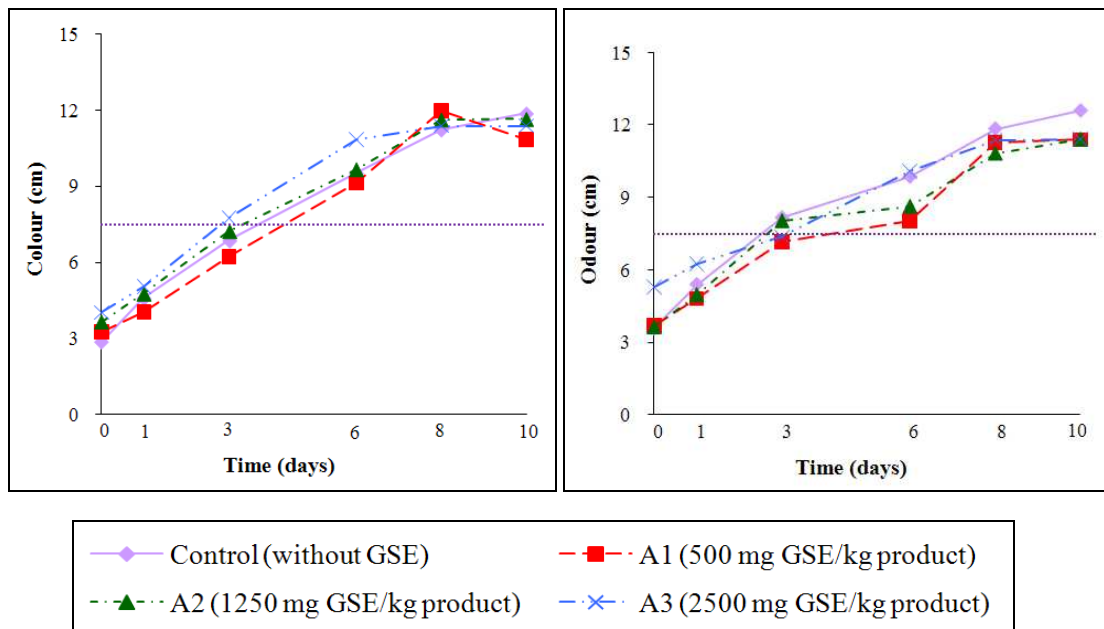 15
12
9
6
3
0
Colour (cm)
0 1 3 6 8 10
Time (days)
15
12
9
6
3
0
Odour (cm)
0 1 3 6 8 10
Time (days)
Control (without GSE)
A1 (500 mg GSE/kg product)
A2 (1250 mg GSE/kg product)
A3 (2500 mg GSE/kg product)